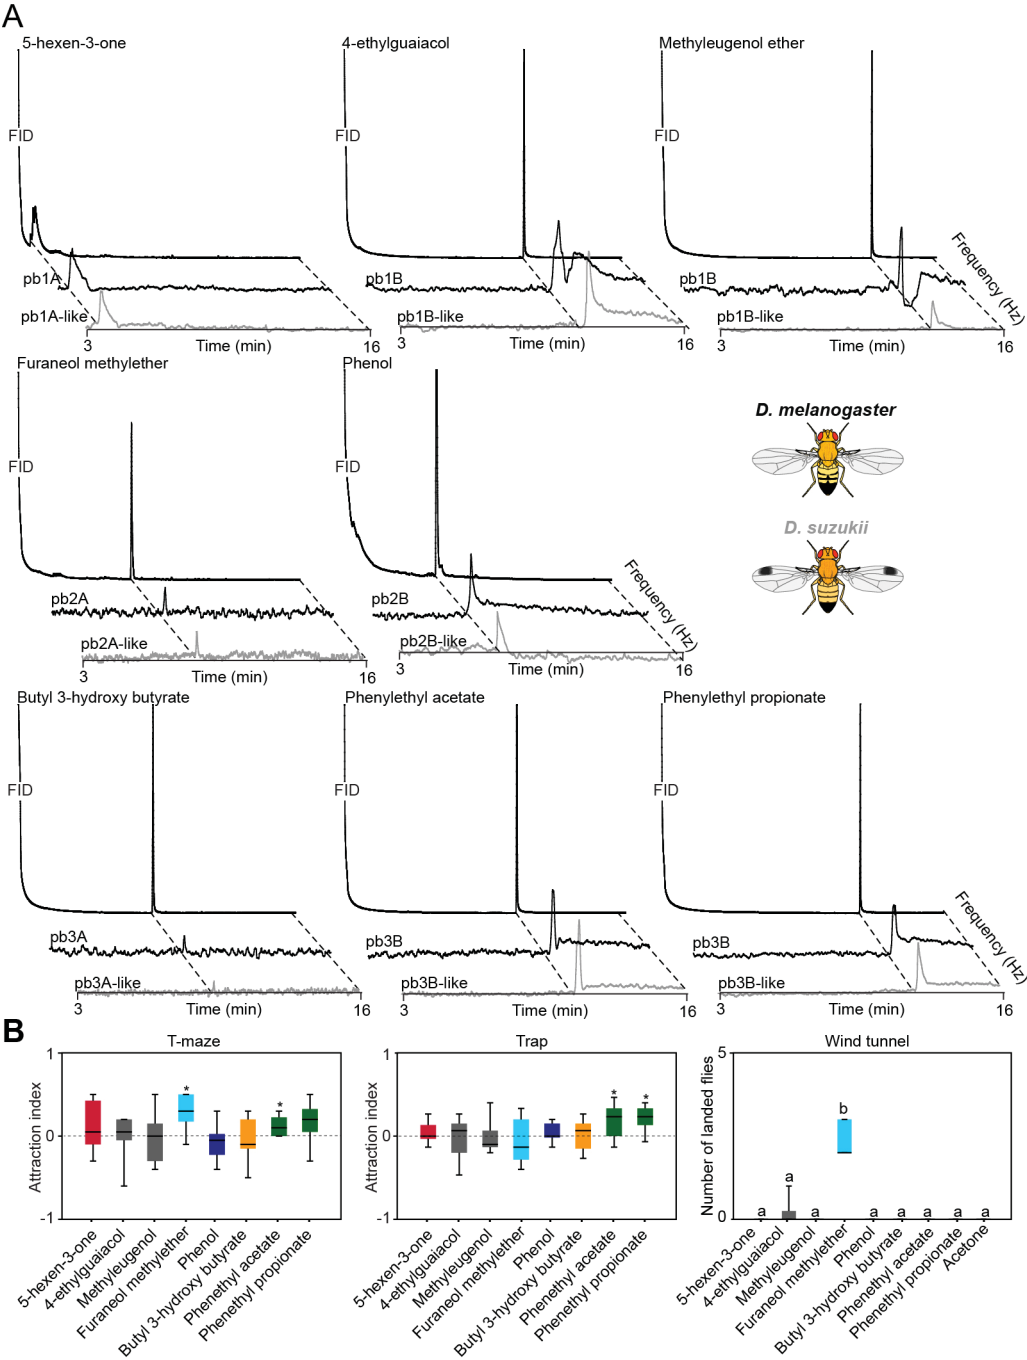 A
5-hexen-3-one
4-ethylguaiacol
Methyleugenol ether
FID
FID
FID
Frequency (Hz)
pb1A
pb1B
pb1B
pb1A-like
pb1B-like
pb1B-like
3
Time (min)
16
3
Time (min)
16
3
Time (min)
16
Furaneol methylether
Phenol
D. melanogaster
FID
FID
D. suzukii
Frequency (Hz)
pb2A
pb2B
pb2A-like
pb2B-like
3
Time (min)
16
3
Time (min)
16
Butyl 3-hydroxy butyrate
Phenylethyl acetate
Phenylethyl propionate
FID
FID
FID
Frequency (Hz)
pb3A
pb3B
pb3B
pb3A-like
pb3B-like
pb3B-like
3
Time (min)
16
3
Time (min)
16
3
Time (min)
16
B
T-maze
Attraction index
1
0
-1
*
*
5-hexen-3-one
4-ethylguaiacol
Methyleugenol
Furaneol methylether
Phenol
Butyl 3-hydroxy butyrate
Phenethyl acetate
Phenethyl propionate
Trap
Attraction index
1
0
-1
*
*
5-hexen-3-one
4-ethylguaiacol
Methyleugenol
Furaneol methylether
Phenol
Butyl 3-hydroxy butyrate
Phenethyl acetate
Phenethyl propionate
Wind tunnel
Number of landed flies
5
0
a
a
a
b
a
a
a
a
a
5-hexen-3-one
4-ethylguaiacol
Methyleugenol
Furaneol methylether
Phenol
Butyl 3-hydroxy butyrate
Phenethyl acetate
Phenethyl propionate
Acetone